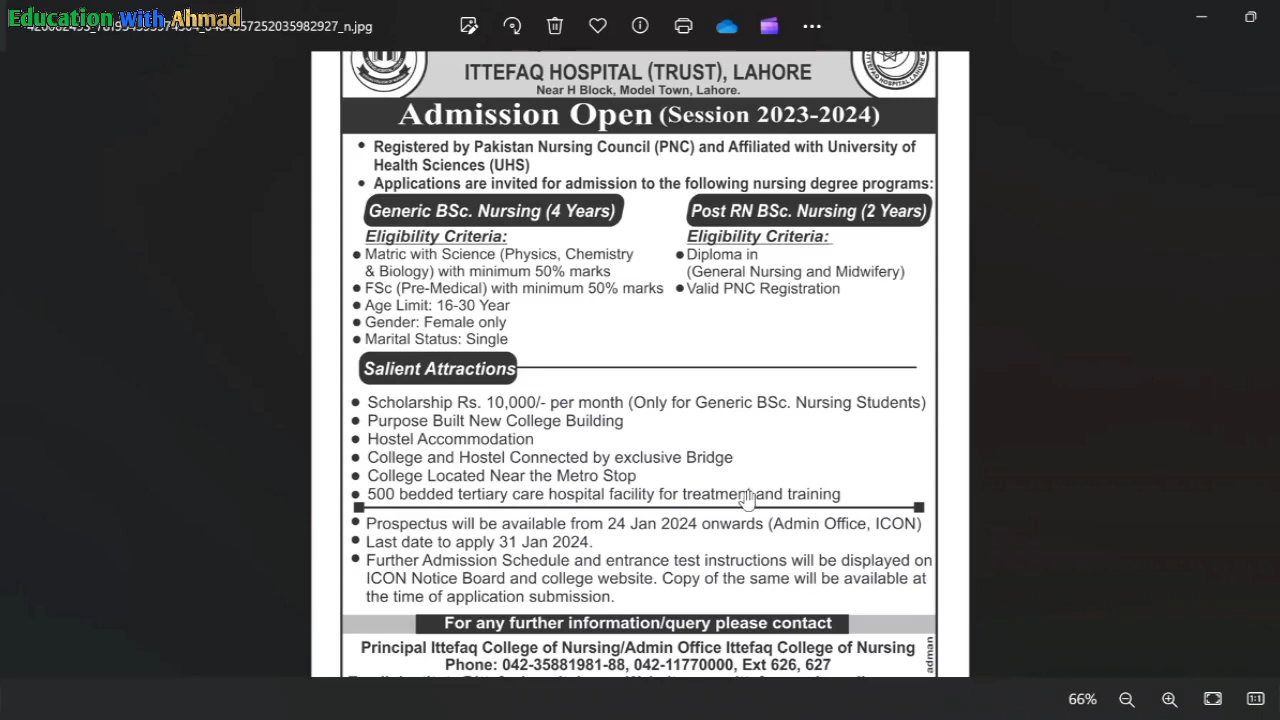 Education With Ahmad
ITTEFAQ HOSPITAL (TRUST), LAHORE
Near H Block, Model Town, Lahore.
Admission Open (Session 2023-2024)
• Registered by Pakistan Nursing Council (PNC) and Affiliated with University of
Health Sciences (UHS)
• Applications are invited for admission to the following nursing degree programs:
Generic BSc. Nursing (4 Years)
Eligibility Criteria:
• Matric with Science (Physics, Chemistry
& Biology) with minimum 50% marks
• FSc (Pre-Medical) with minimum 50% marks
• Age Limit: 16-30 Year
• Gender: Female only
• Marital Status: Single
Post RN BSc. Nursing (2 Years)
Eligibility Criteria:
• Diploma in
(General Nursing and Midwifery)
• Valid PNC Registration
Salient Attractions
• Scholarship Rs. 10,000/- per month (Only for Generic BSc. Nursing Students)
• Purpose Built New College Building
• Hostel Accommodation
• College and Hostel Connected by exclusive Bridge
• College Located Near the Metro Stop
• 500 bedded tertiary care hospital facility for treatment and training
• Prospectus will be available from 24 Jan 2024 onwards (Admin Office, ICON)
• Last date to apply 31 Jan 2024.
• Further Admission Schedule and entrance test instructions will be displayed on
ICON Notice Board and college website. Copy of the same will be available at
the time of application submission.
For any further information/query please contact
Principal Ittefaq College of Nursing/Admin Office Ittefaq College of Nursing
Phone: 042-35881981-88, 042-11770000, Ext 626, 627
adman
66%